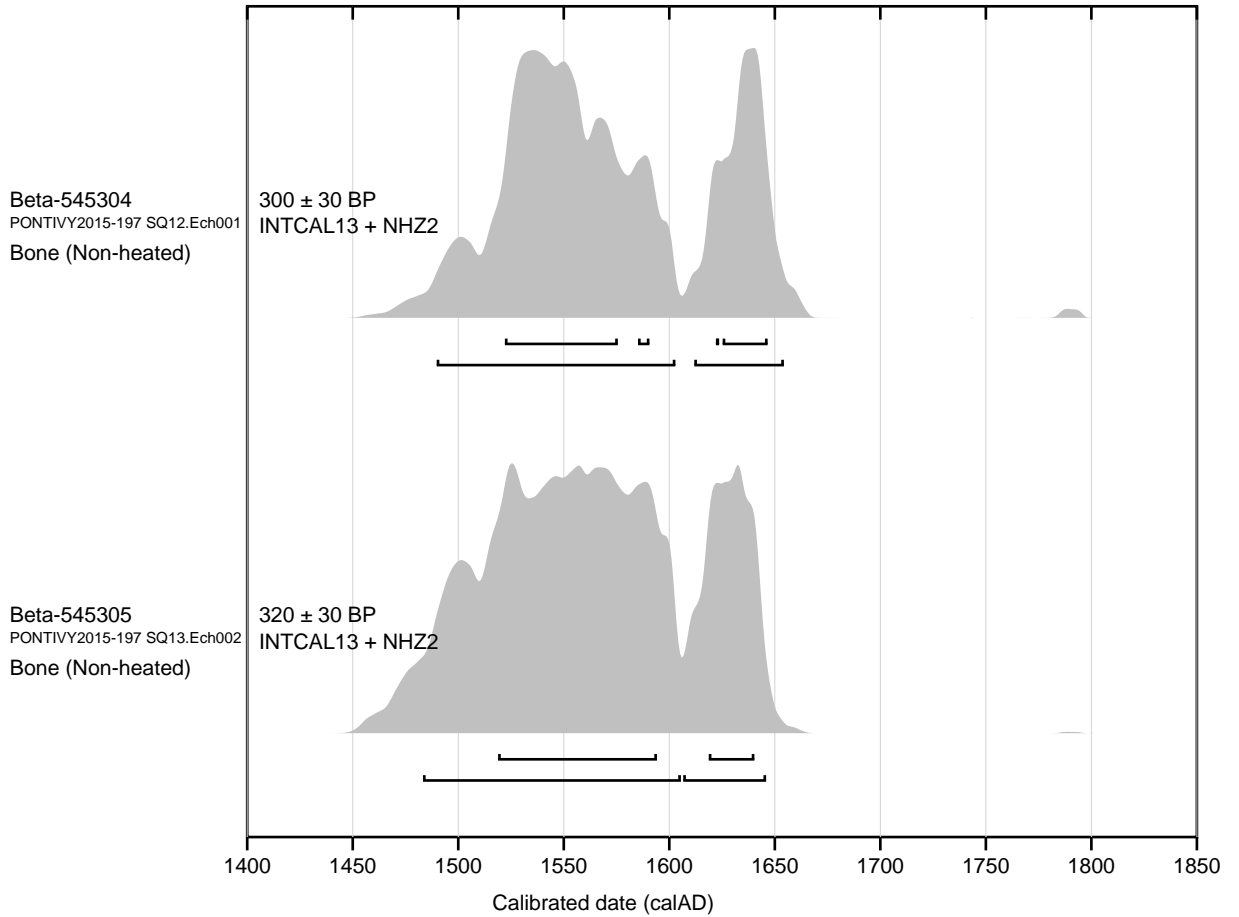 Beta-545304
PONTIVY2015-197 SQ12.Ech001
Bone (Non-heated)
300 ± 30 BP
INTCAL13 + NHZ2
Beta-545305
PONTIVY2015-197 SQ13.Ech002
Bone (Non-heated)
320 ± 30 BP
INTCAL13 + NHZ2
1400 1450 1500 1550 1600 1650 1700 1750 1800 1850
Calibrated date (calAD)